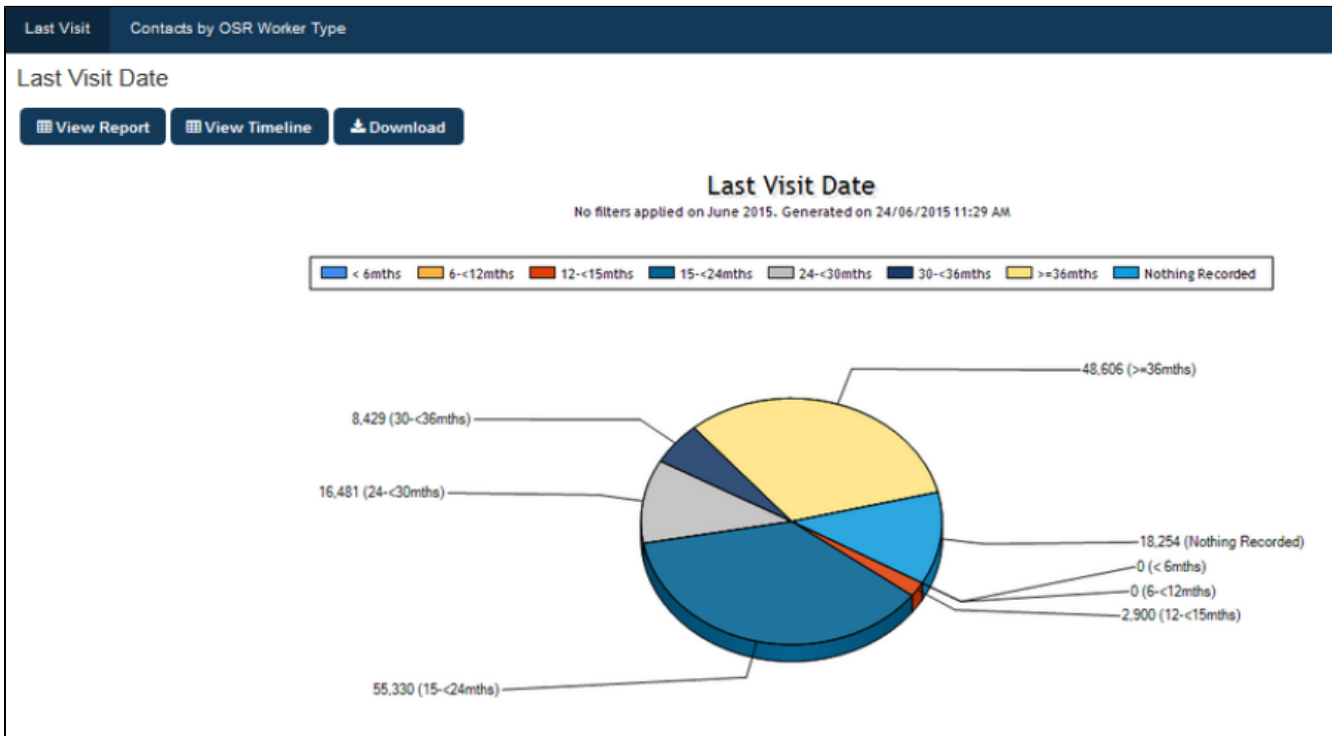 Last Visit Contacts by OSR Worker Type
Last Visit Date
View Report View Timeline Download
Last Visit Date
No filters applied on June 2015. Generated on 24/06/2015 11:29 AM
< 6mths 6-<12mths 12-<15mths 15-<24mths 24-<30mths 30-<36mths >=36mths Nothing Recorded
48,606 (>=36mths)
8,429 (30-<36mths)
16,481 (24-<30mths)
18,254 (Nothing Recorded)
0 (< 6mths)
0 (6-<12mths)
2,900 (12-<15mths)
55,330 (15-<24mths)